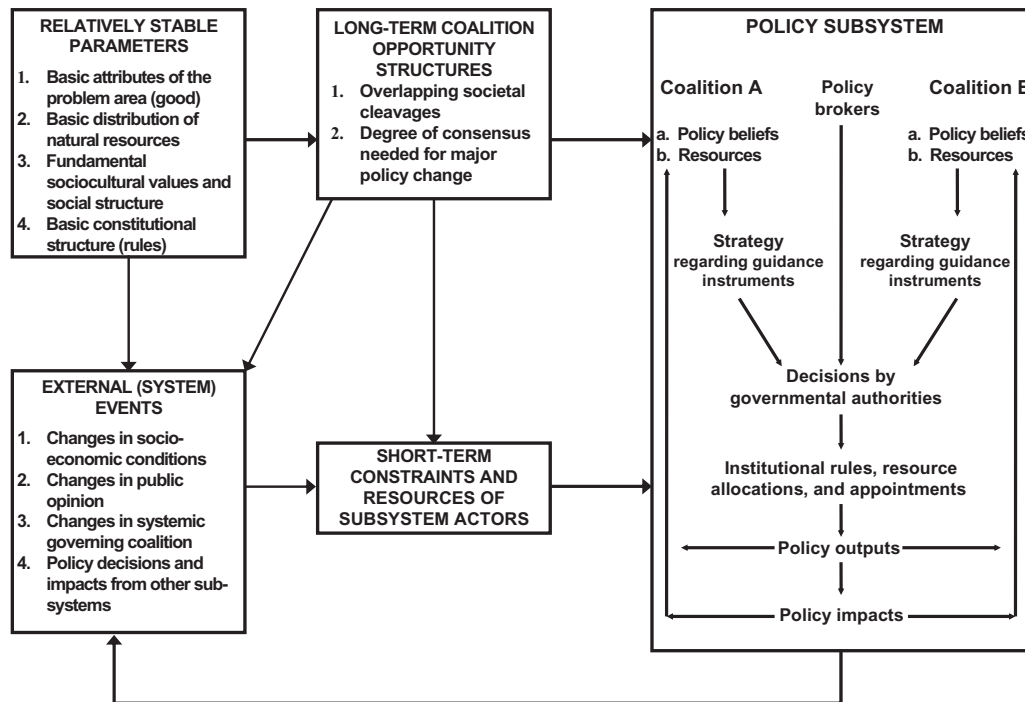 RELATIVELY STABLE
PARAMETERS
1. Basic attributes of the
problem area (good)
2. Basic distribution of
natural resources
3. Fundamental
sociocultural values and
social structure
4. Basic constitutional
structure (rules)
LONG-TERM COALITION
OPPORTUNITY
STRUCTURES
1. Overlapping societal
cleavages
2. Degree of consensus
needed for major
policy change
EXTERNAL (SYSTEM)
EVENTS
1. Changes in socio-
economic conditions
2. Changes in public
opinion
3. Changes in systemic
governing coalition
4. Policy decisions and
impacts from other sub-
systems
SHORT-TERM
CONSTRAINTS AND
RESOURCES OF
SUBSYSTEM ACTORS
POLICY SUBSYSTEM
Coalition A
a. Policy beliefs
b. Resources
Strategy
regarding guidance
instruments
Policy
brokers
Coalition B
a. Policy beliefs
b. Resources
Strategy
regarding guidance
instruments
Decisions by
governmental authorities
Institutional rules, resource
allocations, and appointments
Policy outputs
Policy impacts